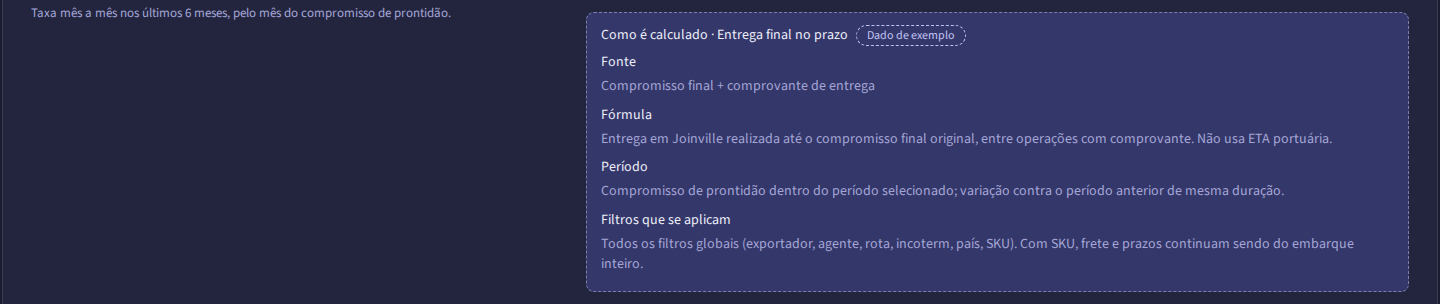 Taxa mês a mês nos últimos 6 meses, pelo mês do compromisso de prontidão.
Como é calculado · Entrega final no prazo Dado de exemplo
Fonte
Compromisso final + comprovante de entrega
Fórmula
Entrega em Joinville realizada até o compromisso final original, entre operações com comprovante. Não usa ETA portuária.
Período
Compromisso de prontidão dentro do período selecionado; variação contra o período anterior de mesma duração.
Filtros que se aplicam
Todos os filtros globais (exportador, agente, rota, incoterm, país, SKU). Com SKU, frete e prazos continuam sendo do embarque
inteiro.